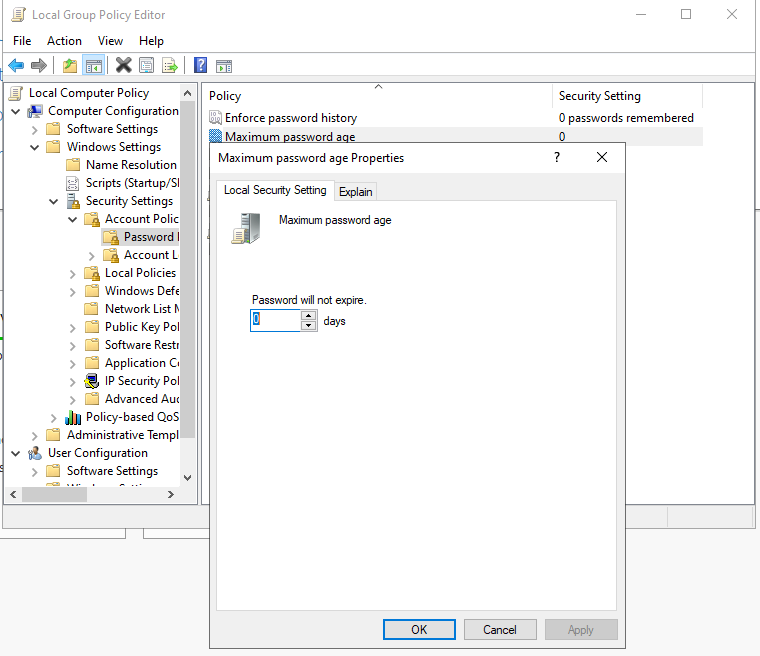 Local Group Policy Editor
File Action View Help
Local Computer Policy
Computer Configuration
Software Settings
Windows Settings
Name Resolution
Scripts (Startup/Sh
Security Settings
Account Polic
Password
Account L
Local Policies
Windows Defe
Network List M
Public Key Pol
Software Restr
Application Co
IP Security Pol
Advanced Aud
Policy-based QoS
Administrative Templ
User Configuration
Software Settings
Policy Security Setting
Enforce password history 0 passwords remembered
Maximum password age 0
Maximum password age Properties ?
Local Security Setting Explain
Maximum password age
Password will not expire.
0 days
OK Cancel Apply